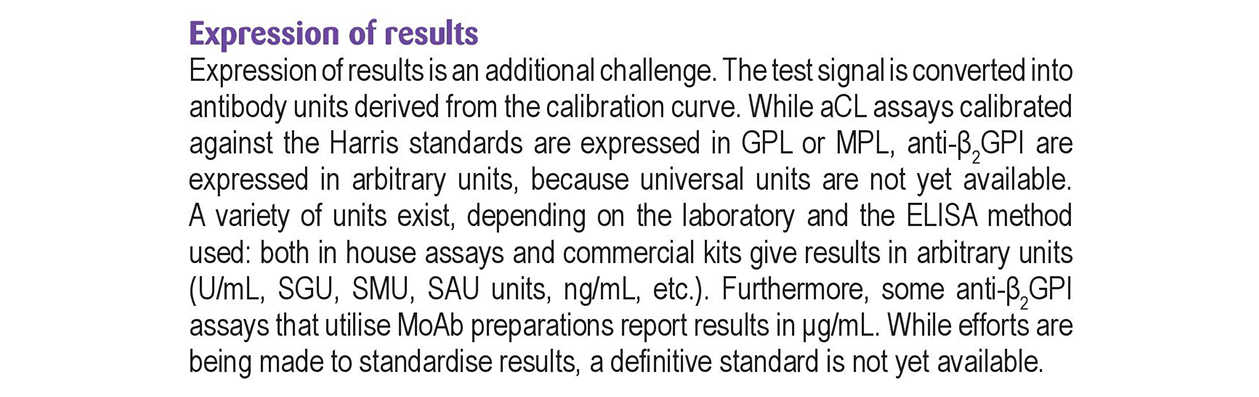 Expression of results
Expression of results is an additional challenge. The test signal is converted into
antibody units derived from the calibration curve. While aCL assays calibrated
against the Harris standards are expressed in GPL or MPL, anti-β₂GPI are
expressed in arbitrary units, because universal units are not yet available.
A variety of units exist, depending on the laboratory and the ELISA method
used: both in house assays and commercial kits give results in arbitrary units
(U/mL, SGU, SMU, SAU units, ng/mL, etc.). Furthermore, some anti-β₂GPI
assays that utilise MoAb preparations report results in µg/mL. While efforts are
being made to standardise results, a definitive standard is not yet available.